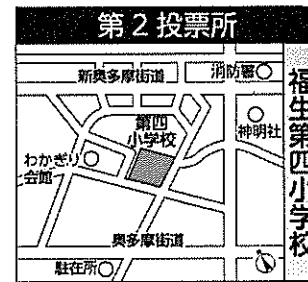 第2投票所
新奥多摩街道
消防署
第四
小学校
神明社
わかぎり
会館
奥多摩街道
駐在所
福生第四小学校